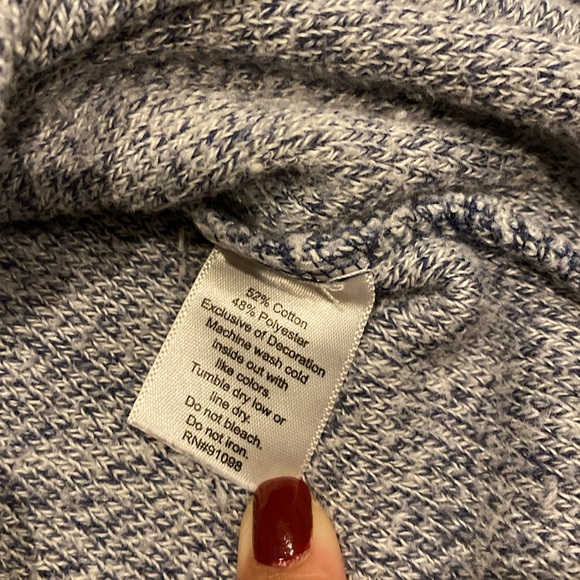 52% Cotton
48% Polyester
Exclusive of Decoration
Machine wash cold
inside out with
like colors.
Tumble dry low or
line dry.
Do not bleach.
Do not iron.
RN#91098